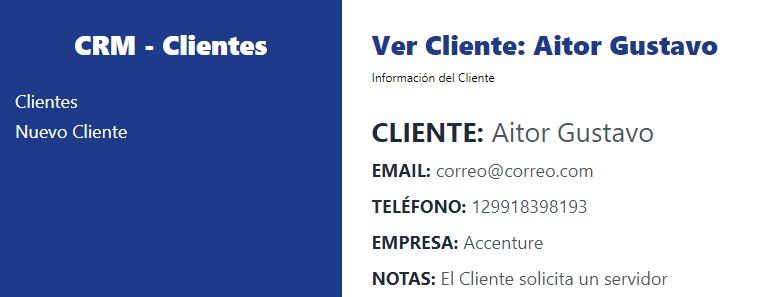 CRM - Clientes
Clientes
Nuevo Cliente
Ver Cliente: Aitor Gustavo
Información del Cliente
CLIENTE: Aitor Gustavo
EMAIL: correo@correo.com
TELÉFONO: 129918398193
EMPRESA: Accenture
NOTAS: El Cliente solicita un servidor